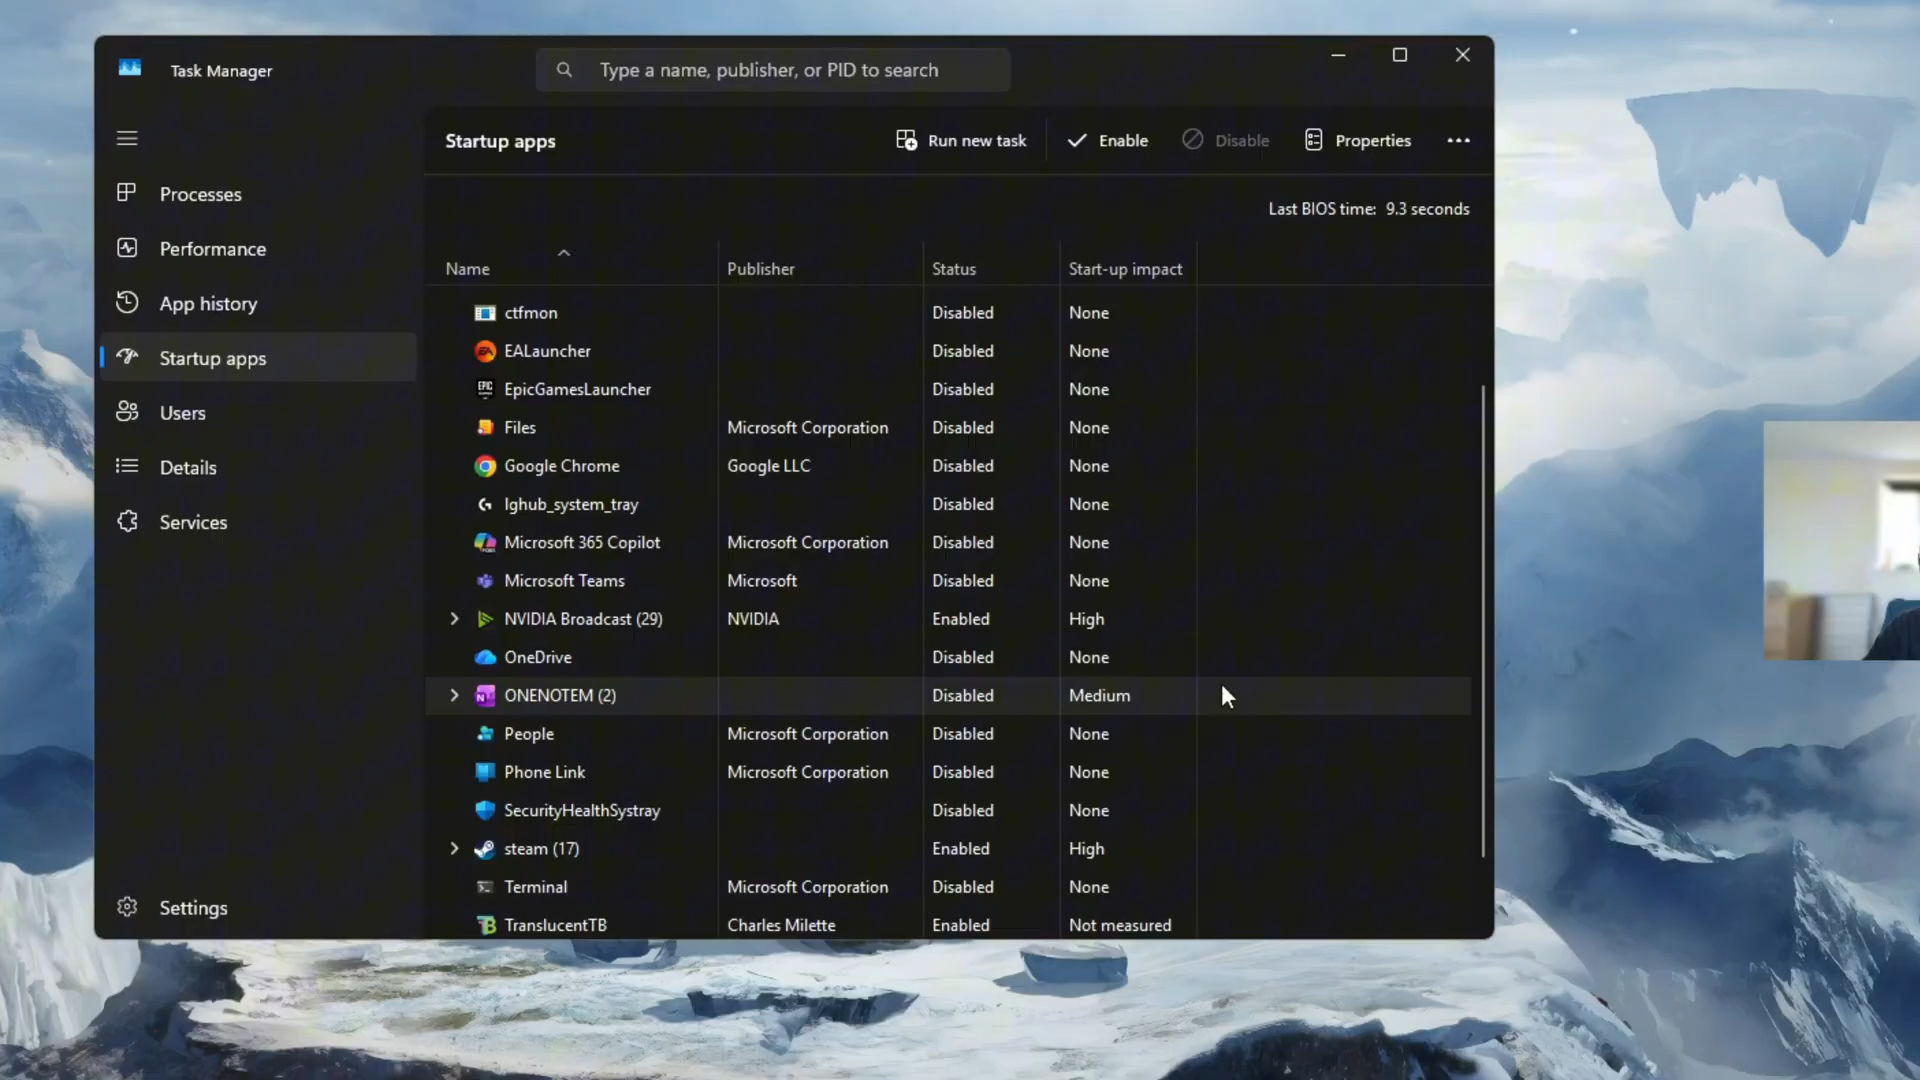 Task Manager
Type a name, publisher, or PID to search
Startup apps
Run new task
Enable
Disable
Properties
Processes
Performance
App history
Startup apps
Users
Details
Services
Settings
Last BIOS time: 9.3 seconds
Name Publisher Status Start-up impact
ctfmon Disabled None
EALauncher Disabled None
EpicGamesLauncher Disabled None
Files Microsoft Corporation Disabled None
Google Chrome Google LLC Disabled None
lghub_system_tray Disabled None
Microsoft 365 Copilot Microsoft Corporation Disabled None
Microsoft Teams Microsoft Disabled None
NVIDIA Broadcast (29) NVIDIA Enabled High
OneDrive Disabled None
ONENOTEM (2) Disabled Medium
People Microsoft Corporation Disabled None
Phone Link Microsoft Corporation Disabled None
SecurityHealthSystray Disabled None
steam (17) Enabled High
Terminal Microsoft Corporation Disabled None
TranslucentTB Charles Milette Enabled Not measured